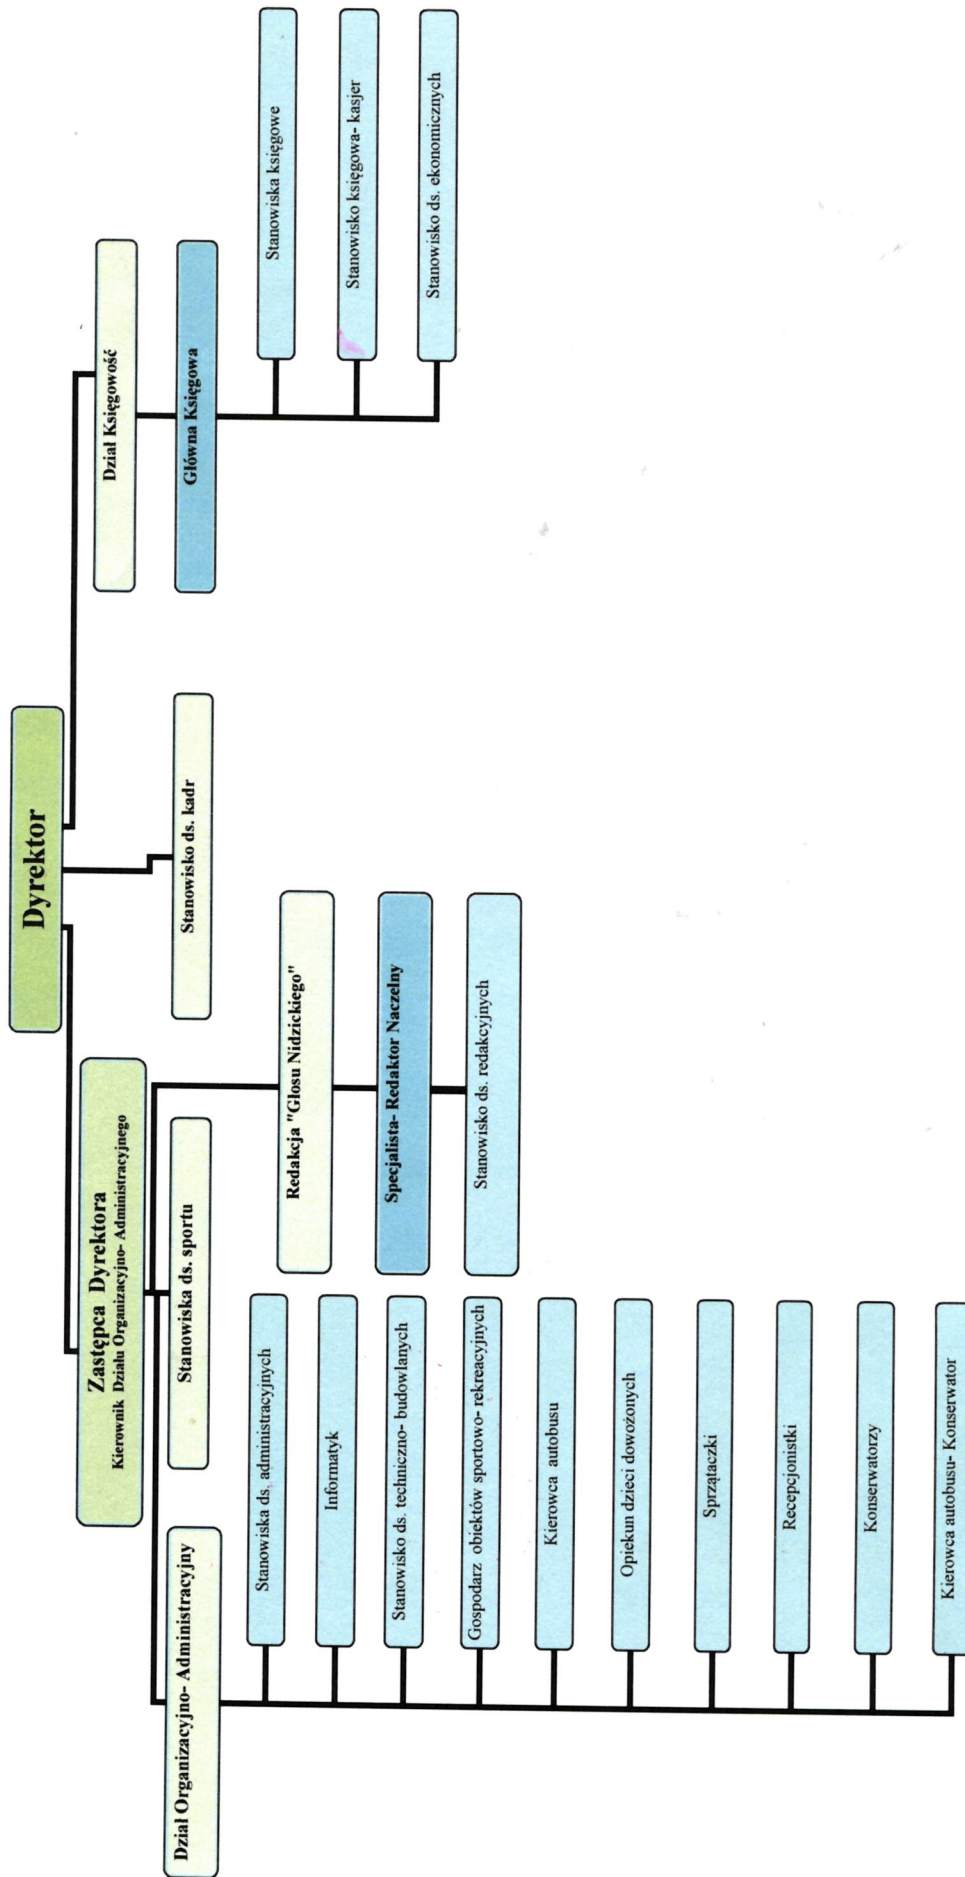 Dyrektor
Zastępca Dyrektora
Kierownik Działu Organizacyjno- Administracyjnego
Stanowisko ds. kadr
Dział Księgowość
Główna Księgowa
Stanowiska księgowe
Stanowisko księgowa- kasjer
Stanowisko ds. ekonomicznych
Dział Organizacyjno- Administracyjny
Stanowiska ds. sportu
Redakcja "Głosu Nidzickiego"
Specjalista- Redaktor Naczelny
Stanowisko ds. redakcyjnych
Stanowiska ds. administracyjnych
Informatyk
Stanowisko ds. techniczno- budowlanych
Gospodarz obiektów sportowo- rekreacyjnych
Kierowca autobusu
Opiekun dzieci dowożonych
Sprzątaczki
Recepcjonistki
Konserwatorzy
Kierowca autobusu- Konserwator